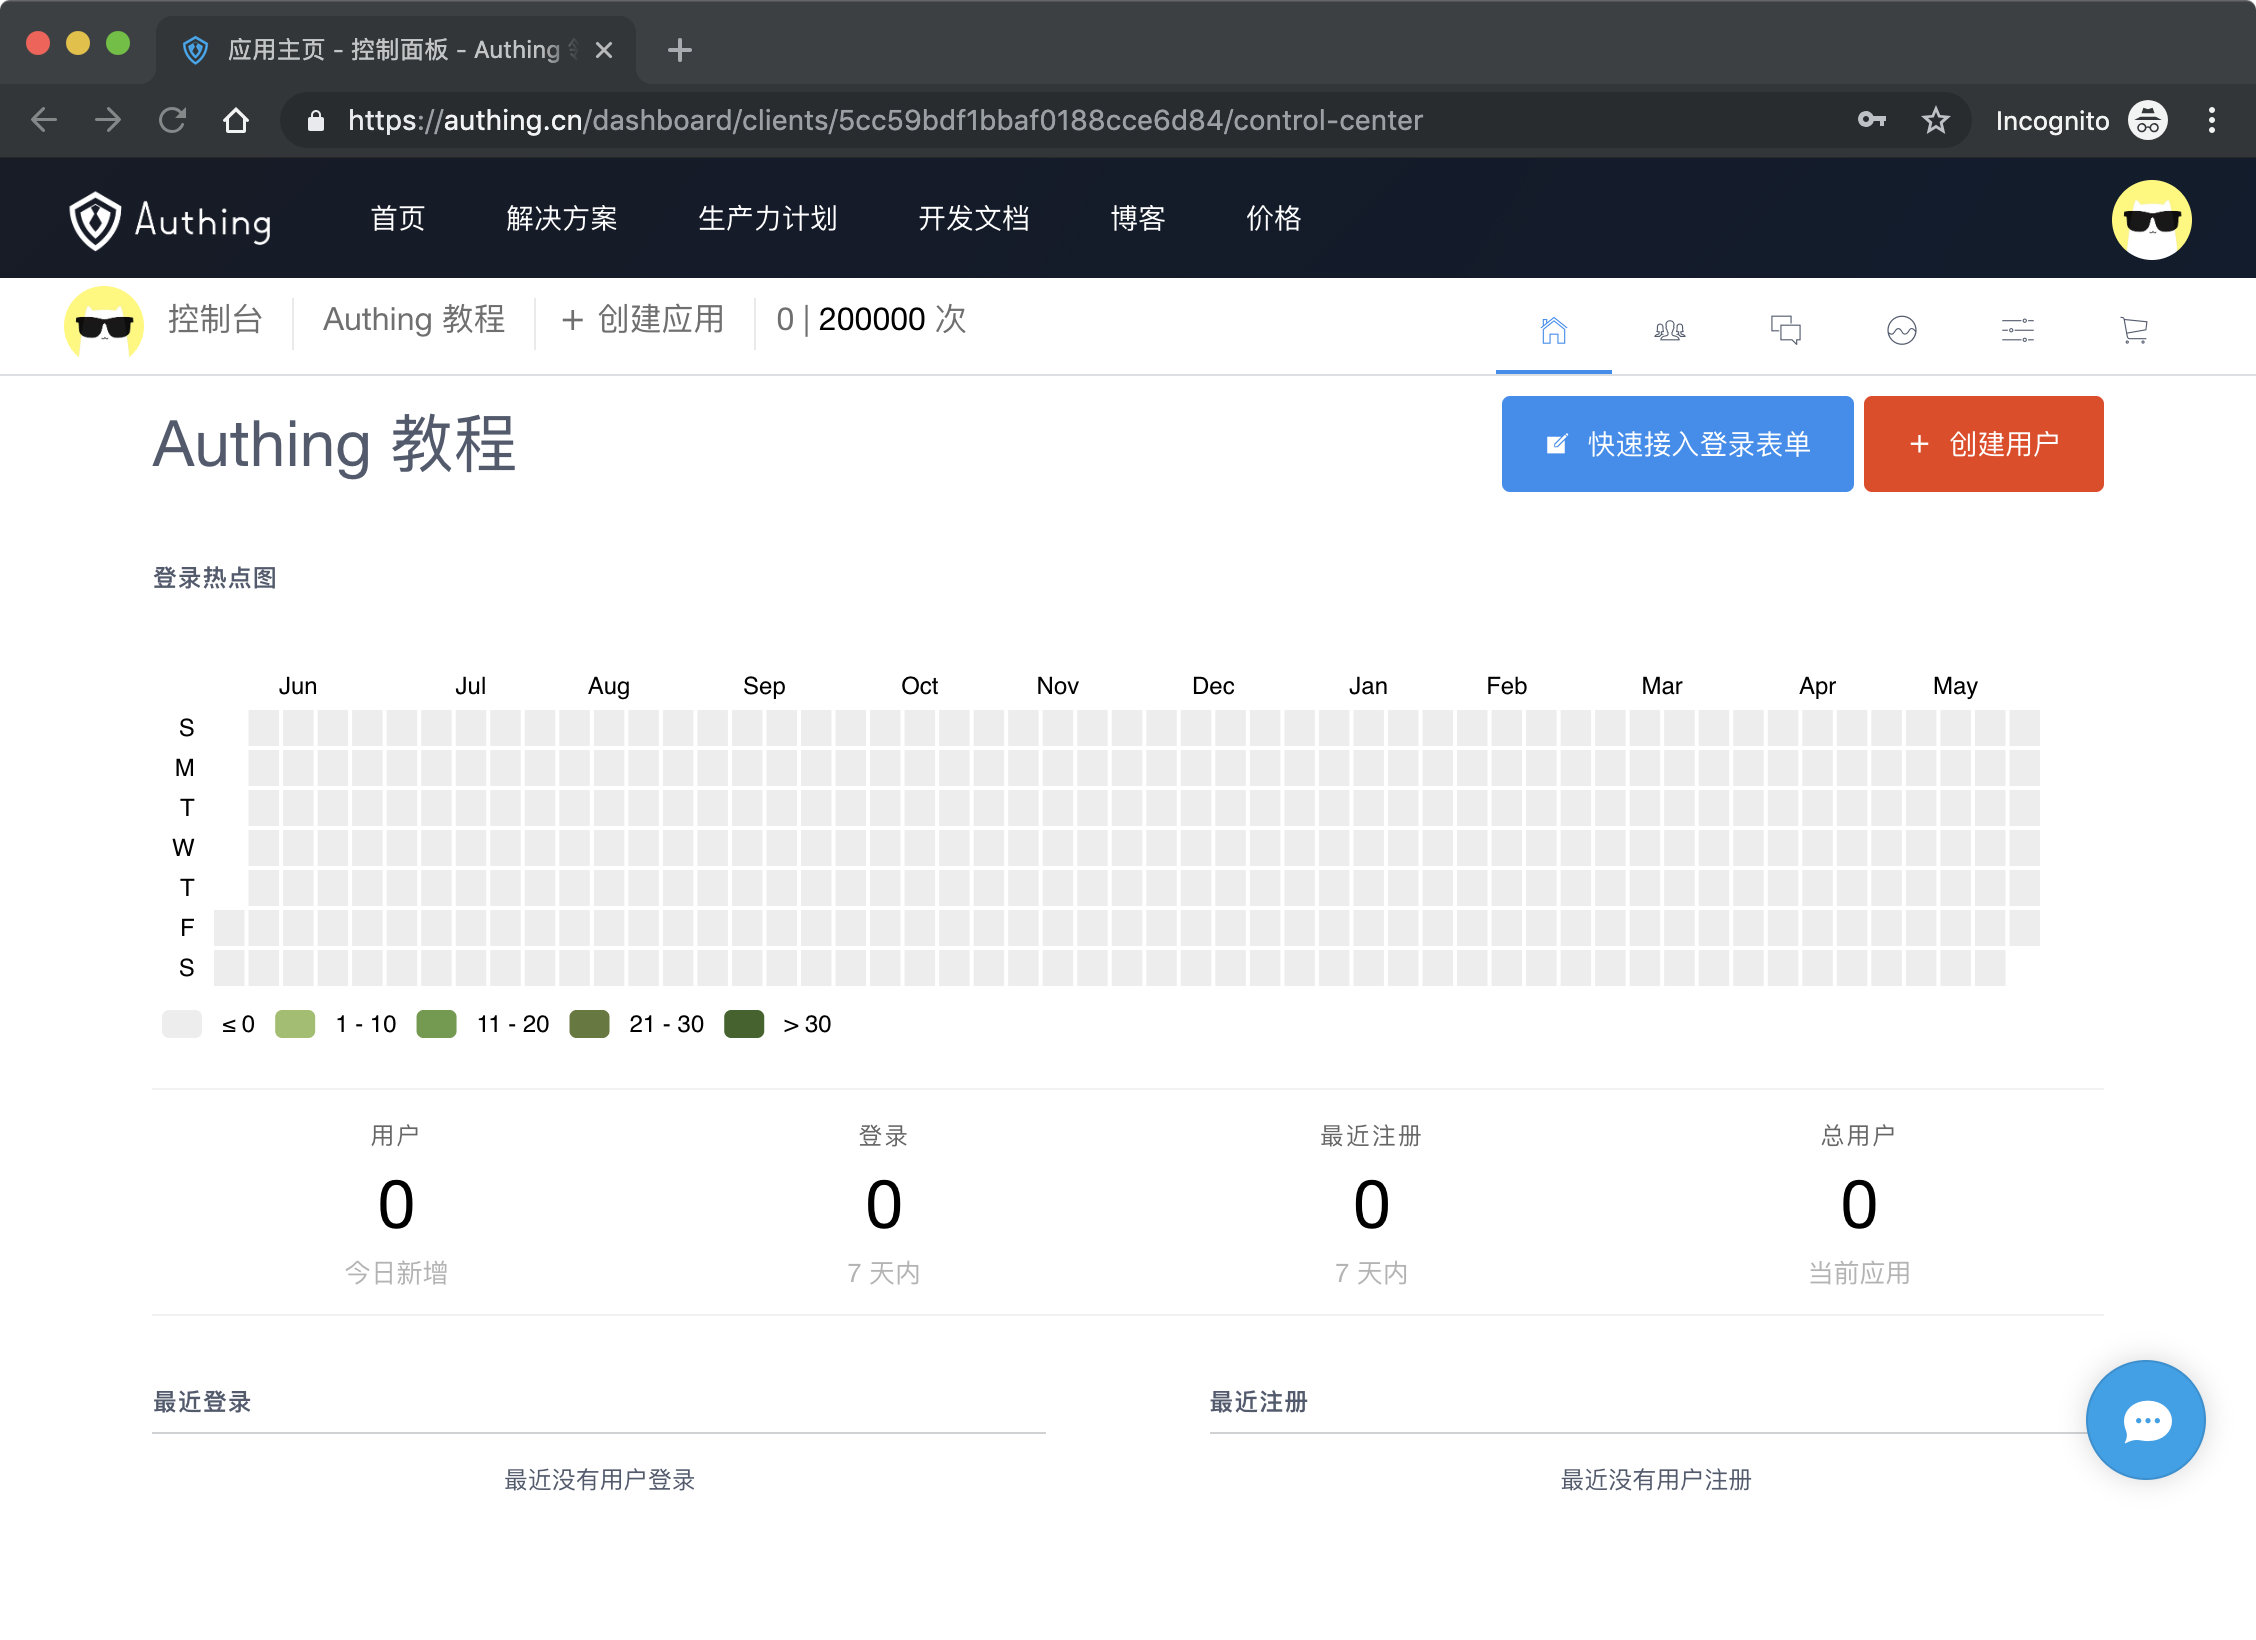 应用主页 - 控制面板 - Authing
https://authing.cn/dashboard/clients/5cc59bdf1bbaf0188cce6d84/control-center
Incognito
Authing
首页
解决方案
生产力计划
开发文档
博客
价格
控制台
Authing 教程
+ 创建应用
0 | 200000 次
Authing 教程
快速接入登录表单
+ 创建用户
登录热点图
Jun Jul Aug Sep Oct Nov Dec Jan Feb Mar Apr May
S
M
T
W
T
F
S
≤ 0 1 - 10 11 - 20 21 - 30 > 30
用户 登录 最近注册 总用户
0 0 0 0
今日新增 7 天内 7 天内 当前应用
最近登录
最近没有用户登录
最近注册
最近没有用户注册